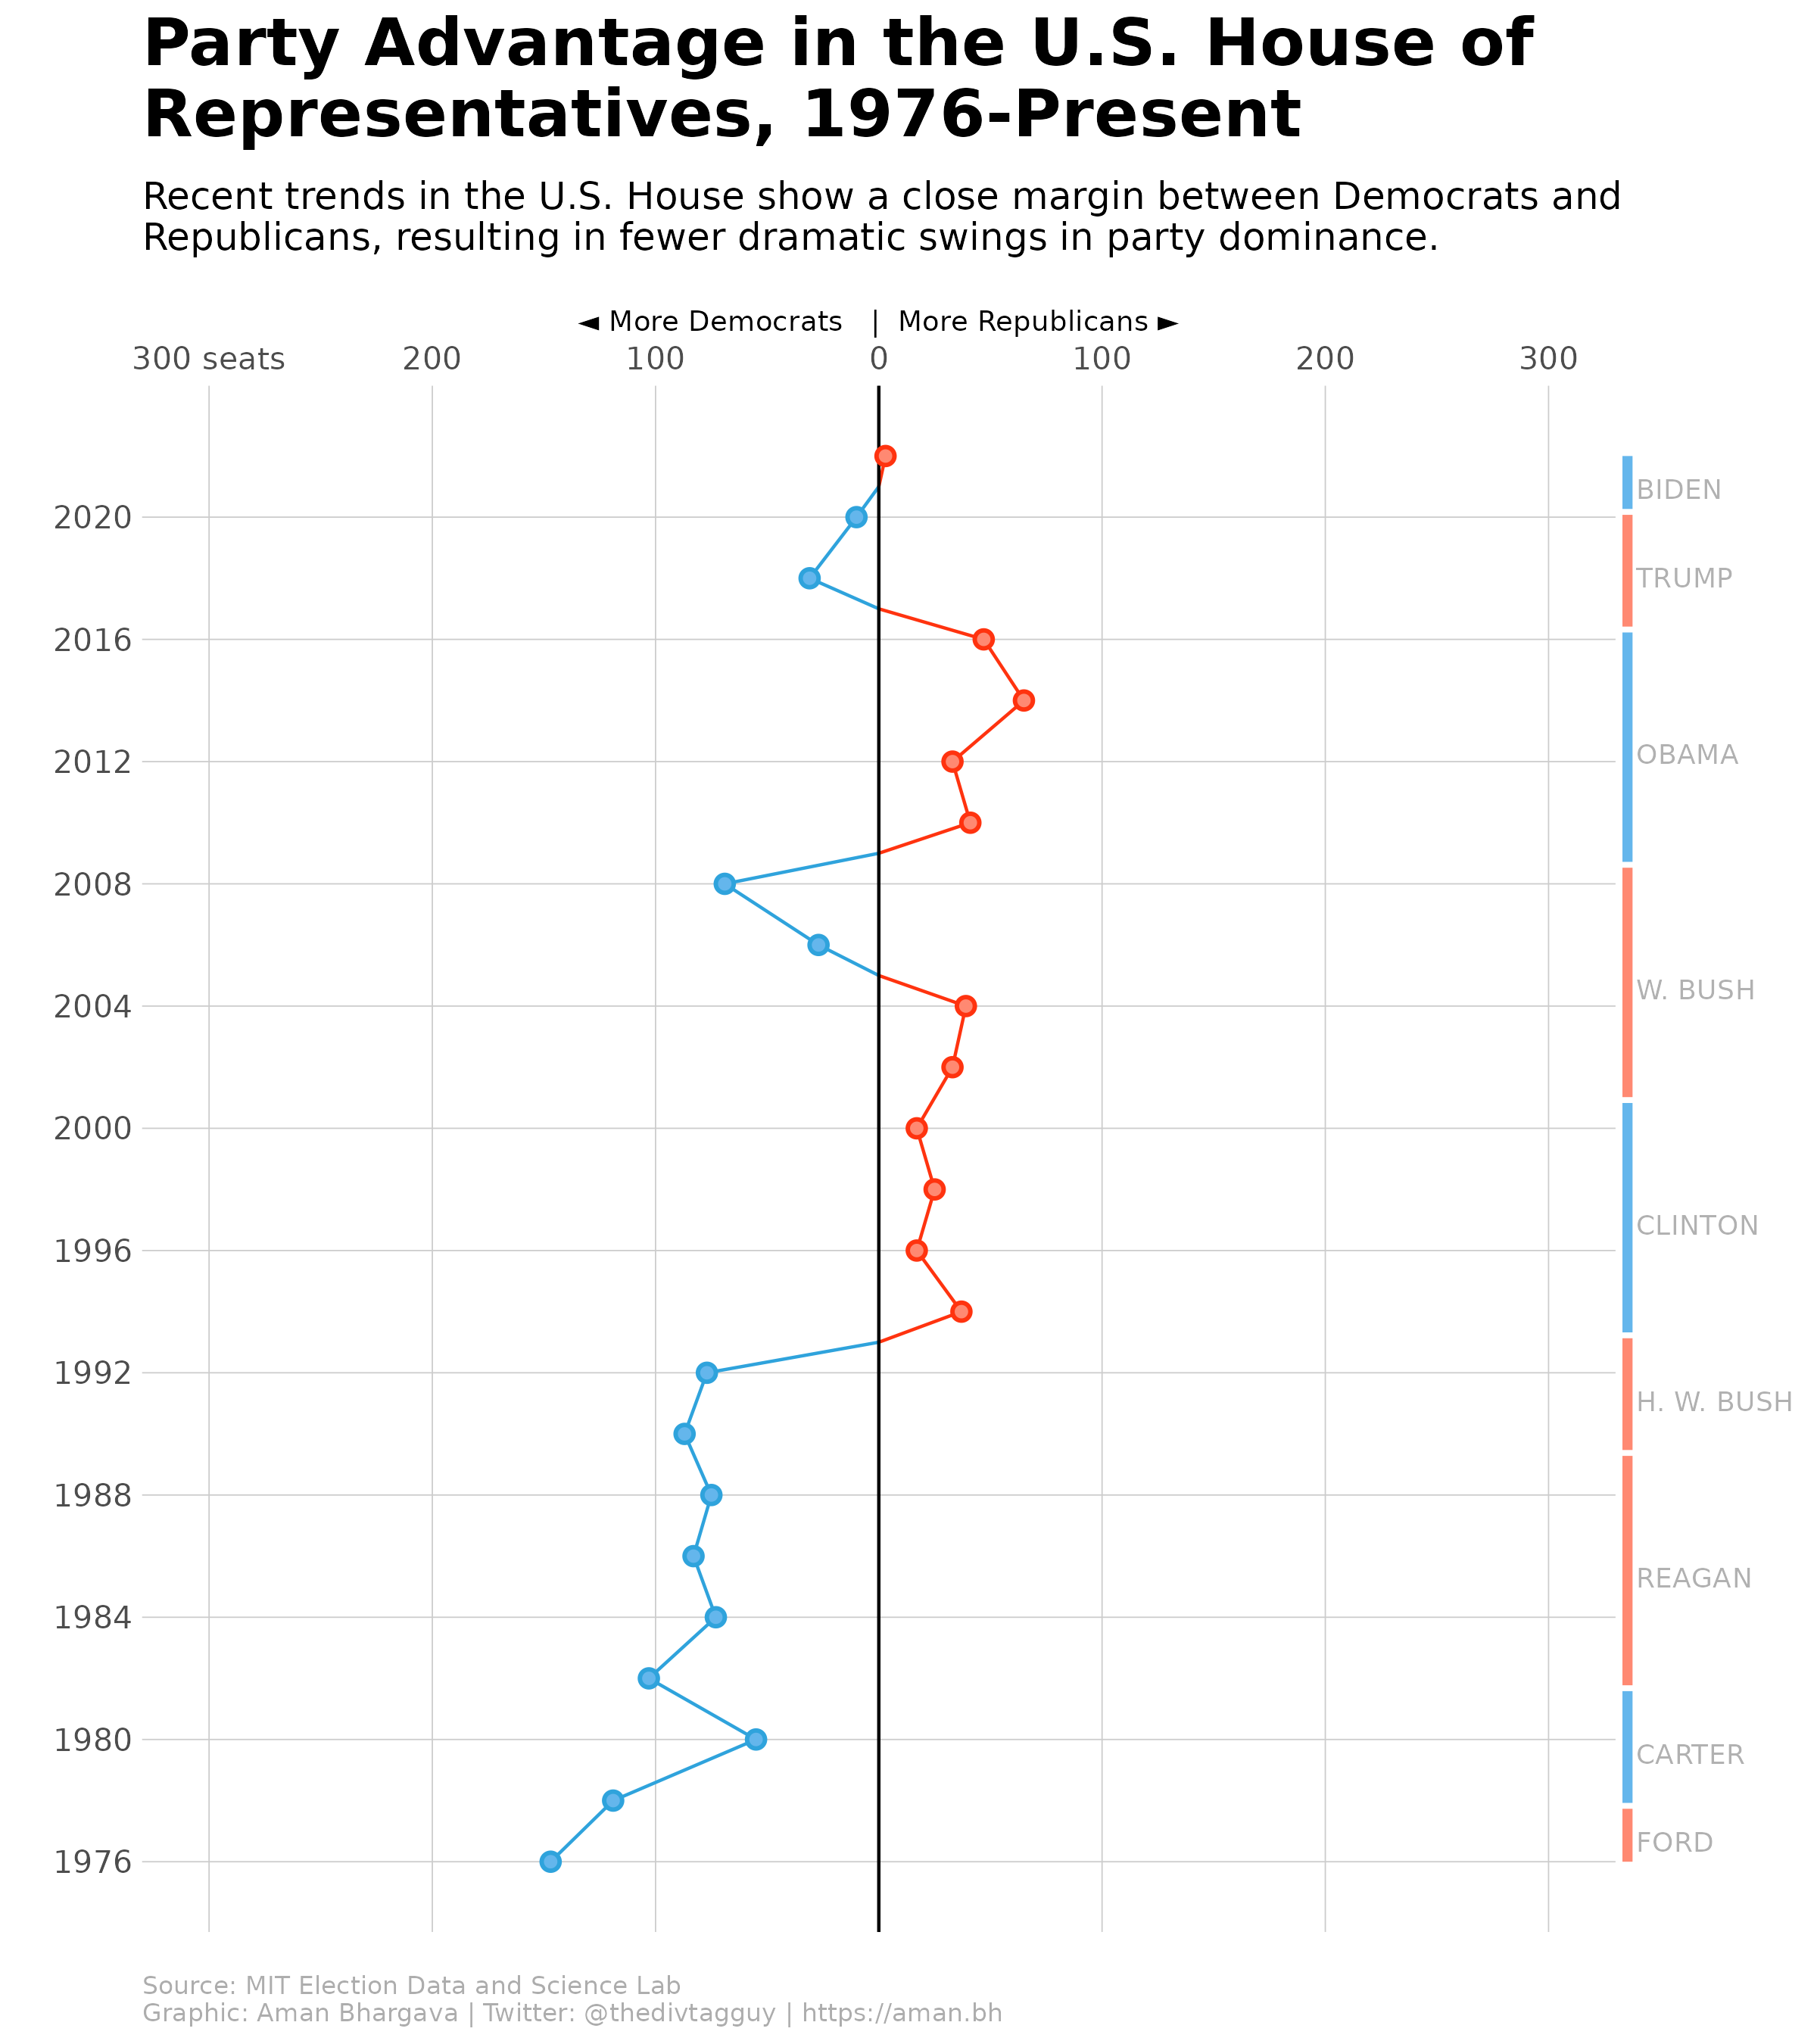 Party Advantage in the U.S. House of
Representatives, 1976-Present
Recent trends in the U.S. House show a close margin between Democrats and
Republicans, resulting in fewer dramatic swings in party dominance.
◄ More Democrats | More Republicans ►
300 seats 200 100 0 100 200 300
BIDEN
2020
TRUMP
2016
OBAMA
2012
2008
W. BUSH
2004
2000
CLINTON
1996
H. W. BUSH
1992
1988
REAGAN
1984
1980
CARTER
FORD
1976
Source: MIT Election Data and Science Lab
Graphic: Aman Bhargava | Twitter: @thedivtagguy | https://aman.bh